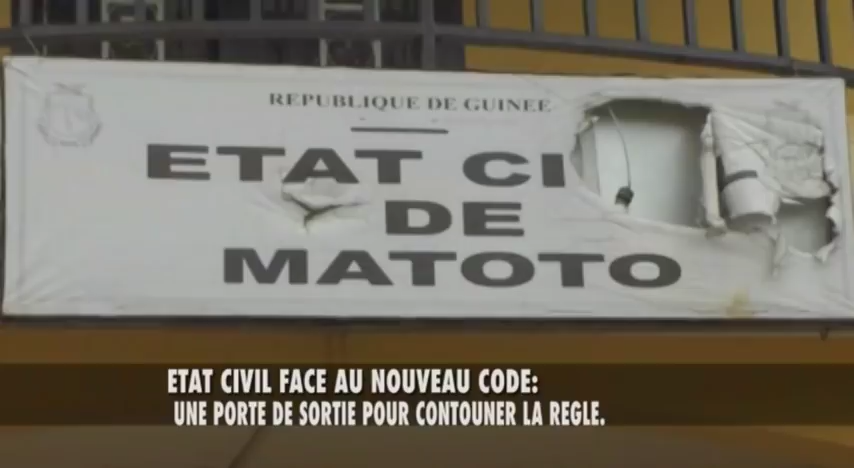 REPUBLIQUE DE GUINEE
ETAT CI
DE
MATOTO
ETAT CIVIL FACE AU NOUVEAU CODE:
UNE PORTE DE SORTIE POUR CONTOUNER LA REGLE.